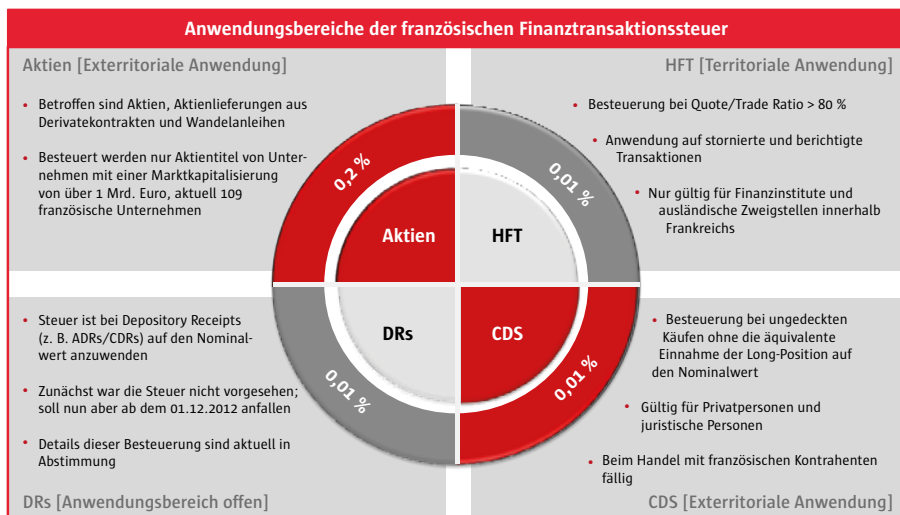 Anwendungsbereiche der französischen Finanztransaktionssteuer
Aktien [Exterritoriale Anwendung]
• Betroffen sind Aktien, Aktienlieferungen aus
Derivatekontrakten und Wandelanleihen
• Besteuert werden nur Aktientitel von Unter-
nehmen mit einer Marktkapitalisierung
von über 1 Mrd. Euro, aktuell 109
französische Unternehmen
HFT [Territoriale Anwendung]
• Besteuerung bei Quote/Trade Ratio > 80 %
• Anwendung auf stornierte und berichtigte
Transaktionen
• Nur gültig für Finanzinstitute und
ausländische Zweigstellen innerhalb
Frankreichs
0,2 %
0,01 %
Aktien
HFT
DRs
CDS
0,01 %
0,01 %
• Steuer ist bei Depository Receipts
(z. B. ADRs/CDRs) auf den Nominal-
wert anzuwenden
• Zunächst war die Steuer nicht vorgesehen;
soll nun aber ab dem 01.12.2012 anfallen
• Details dieser Besteuerung sind aktuell in
Abstimmung
DRs [Anwendungsbereich offen]
• Besteuerung bei ungedeckten
Käufen ohne die äquivalente
Einnahme der Long-Position auf
den Nominalwert
• Gültig für Privatpersonen und
juristische Personen
• Beim Handel mit französischen Kontrahenten
fällig
CDS [Exterritoriale Anwendung]